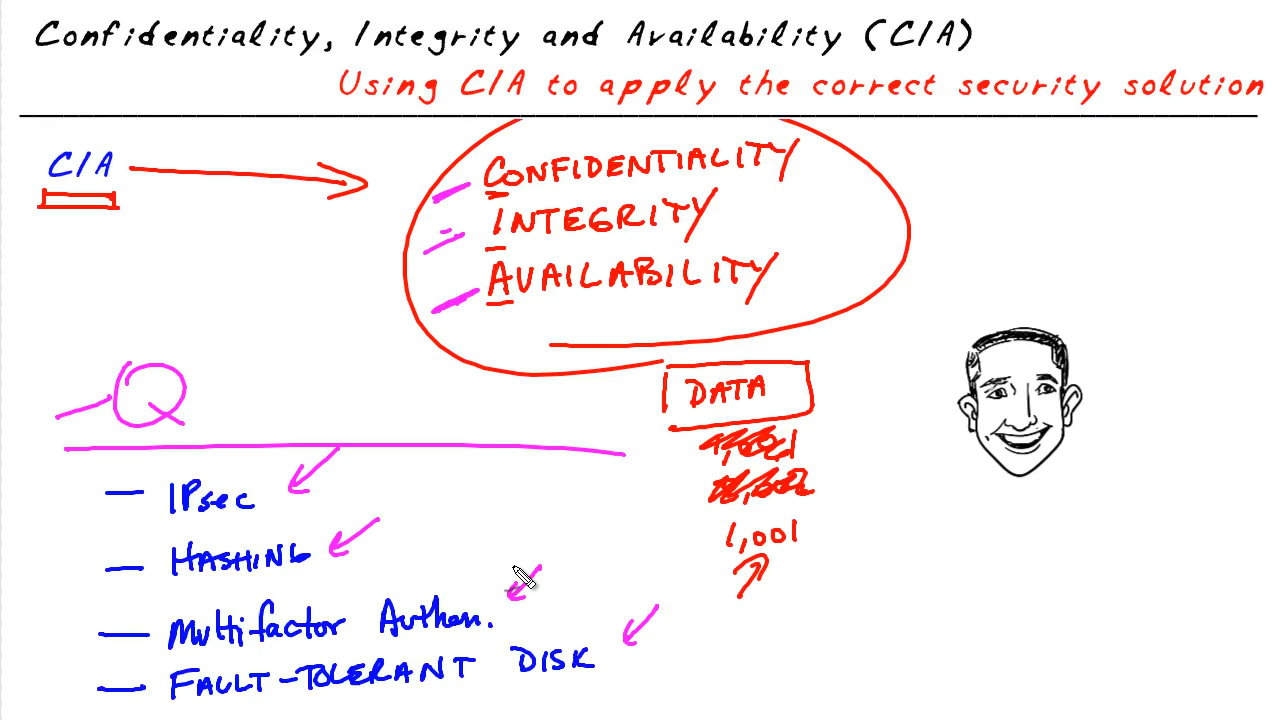 Confidentiality, Integrity and Availability (CIA)
Using CIA to apply the correct security solution
CIA
CONFIDENTIALITY
INTEGRITY
AVAILABILITY
Q
DATA
1,001
IPsec
HASHING
Multifactor Authen.
FAULT-TOLERANT DISK